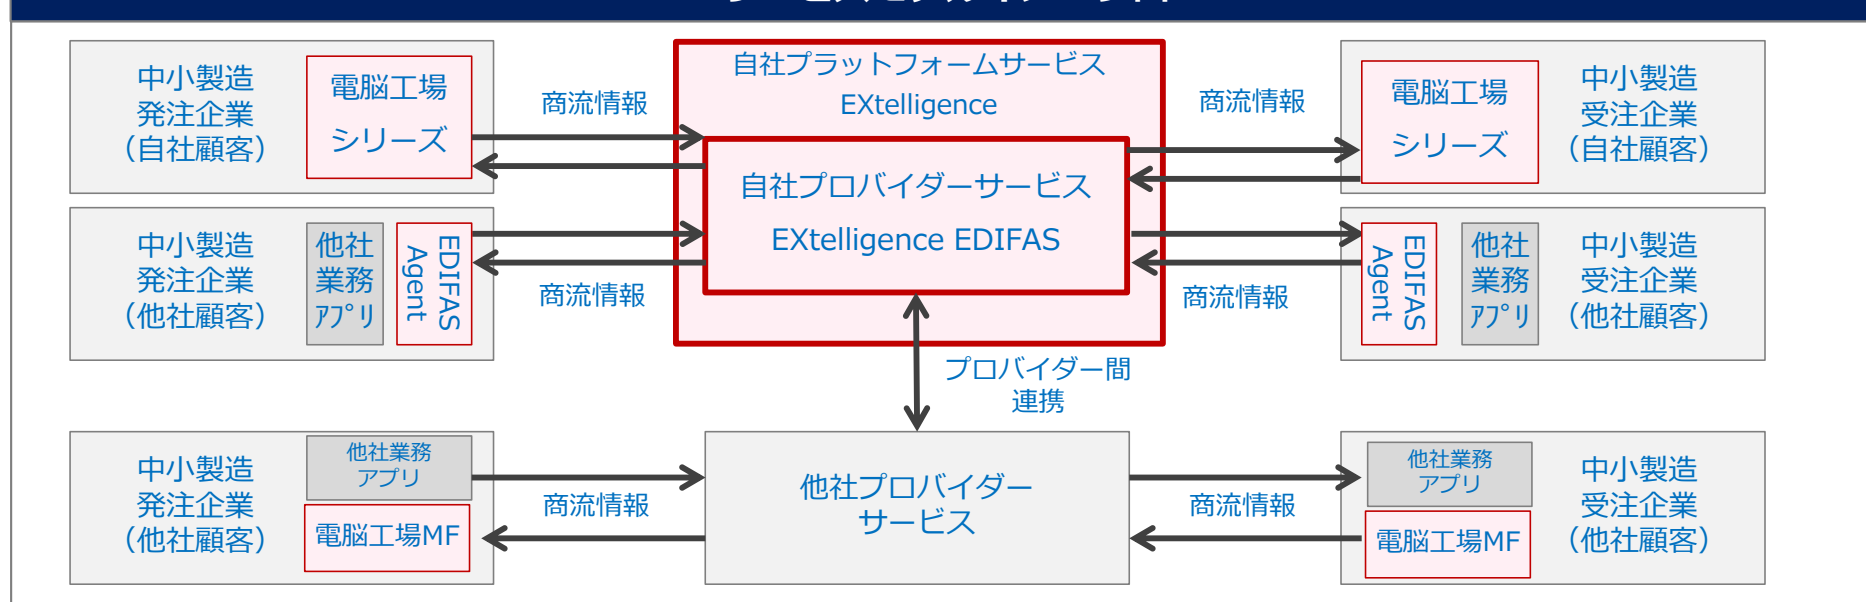 中小製造
発注企業
（自社顧客）
電脳工場
シリーズ
商流情報
自社プラットフォームサービス
EXtelligence
自社プロバイダーサービス
EXtelligence EDIFAS
商流情報
電脳工場
シリーズ
中小製造
受注企業
（自社顧客）
中小製造
発注企業
（他社顧客）
他社
業務
ｱﾌﾟﾘ
EDIFAS
Agent
商流情報
商流情報
EDIFAS
Agent
他社
業務
ｱﾌﾟﾘ
中小製造
受注企業
（他社顧客）
プロバイダー間
連携
中小製造
発注企業
（他社顧客）
他社業務
アプリ
電脳工場MF
商流情報
他社プロバイダー
サービス
商流情報
他社業務
アプリ
電脳工場MF
中小製造
受注企業
（他社顧客）